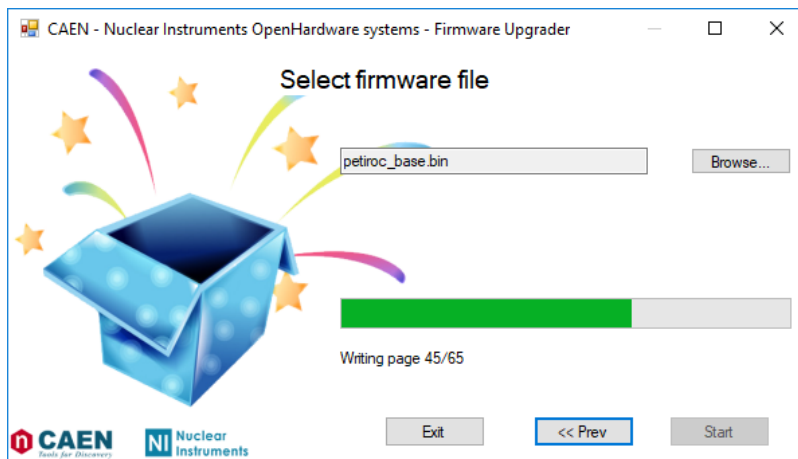 CAEN - Nuclear Instruments OpenHardware systems - Firmware Upgrader
Select firmware file
petiroc_base.bin
Browse...
Writing page 45/65
Exit
<< Prev
Start
n CAEN
Tools for Discovery
NI Nuclear
Instruments